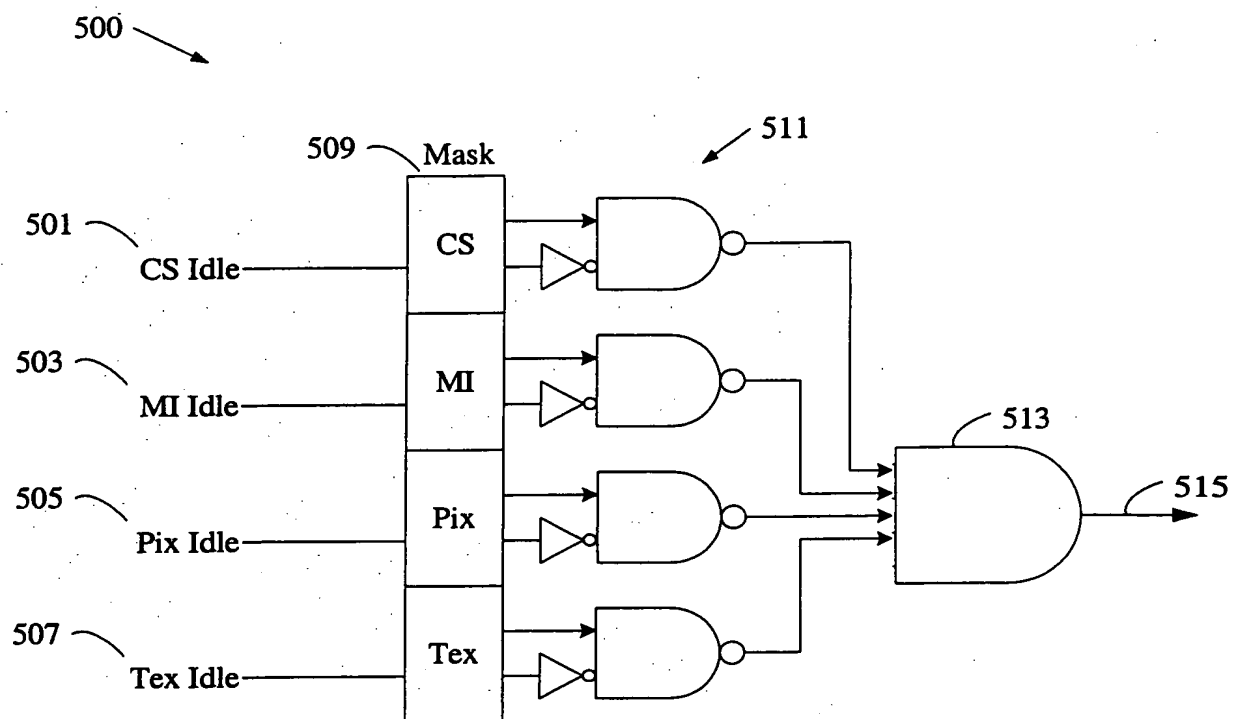 500
509 Mask
511
501
CS Idle
CS
503
MI Idle
MI
513
505
Pix Idle
Pix
515
507
Tex Idle
Tex